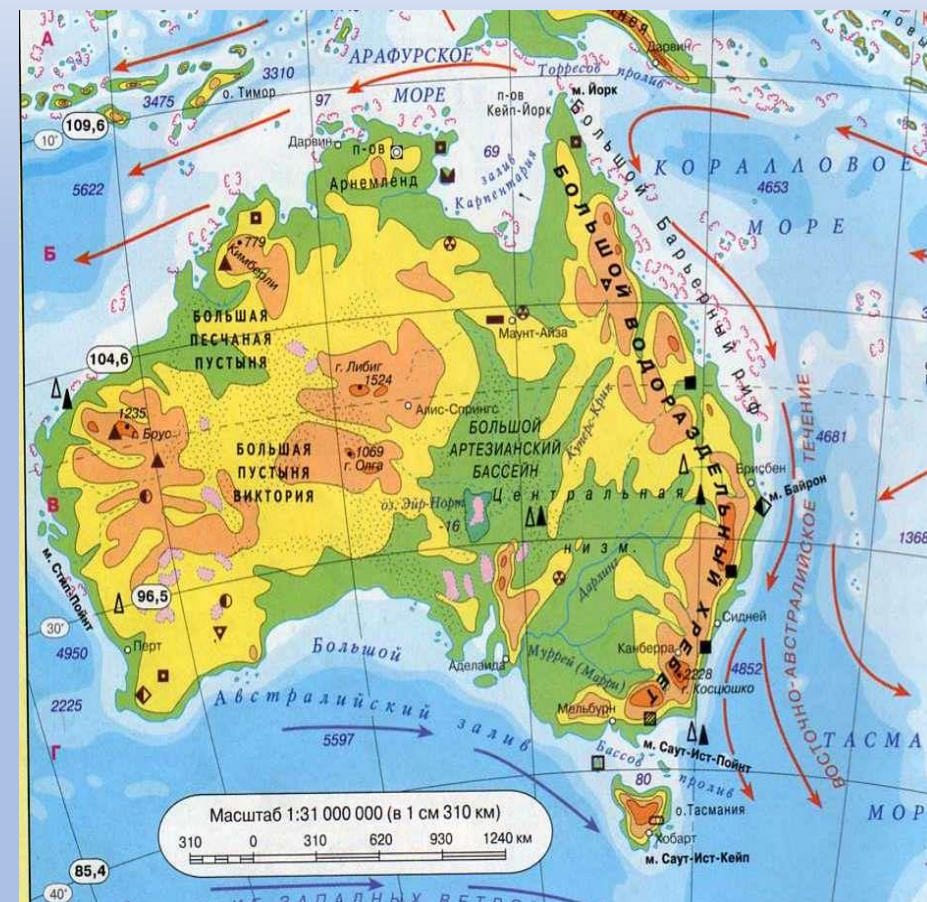 А
АРАФУРСКОЕ
МОРЕ
3310
3475
о. Тимор
97
Дарвин
Торресов пролив
м. Йорк
п-ов
Кейп-Йорк
109,6
10°
Дарвин
п-ов
Арнемленд
69
залив
Карпентария
Большой Барьерный риф
КОРАЛЛОВОЕ
4653
МОРЕ
5622
Б
779
Кимберли
БОЛЬШОЙ ВОДОРАЗДЕЛЬНЫЙ ХРЕБЕТ
БОЛЬШАЯ
ПЕСЧАНАЯ
ПУСТЫНЯ
Маунт-Айза
104,6
г. Либиг
1524
Алис-Спрингс
1235
Брус
БОЛЬШОЙ
АРТЕЗИАНСКИЙ
БАССЕЙН
Куперс-Крик
4681
БОЛЬШАЯ
ПУСТЫНЯ
ВИКТОРИЯ
1069
г. Олга
Брисбен
м. Байрон
В
оз. Эйр-Норт
-16
Центральная
низм.
1368
ВОСТОЧНО-АВСТРАЛИЙСКОЕ ТЕЧЕНИЕ
м. Стип-Пойнт
96,5
Дарлинг
Сидней
30°
Перт
4950
2225
Большой
Австралийский залив
5597
Аделаида
Муррей (Марри)
Канберра
4852
2228
г. Косцюшко
Мельбурн
м. Саут-Ист-Пойнт
Г
Бассов пролив
80
ТАСМА
МОР
о.Тасмания
Хобарт
м. Саут-Ист-Кейп
Масштаб 1:31 000 000 (в 1 см 310 км)
310 0 310 620 930 1240 км
85,4
40°
ЗАПАДНЫХ